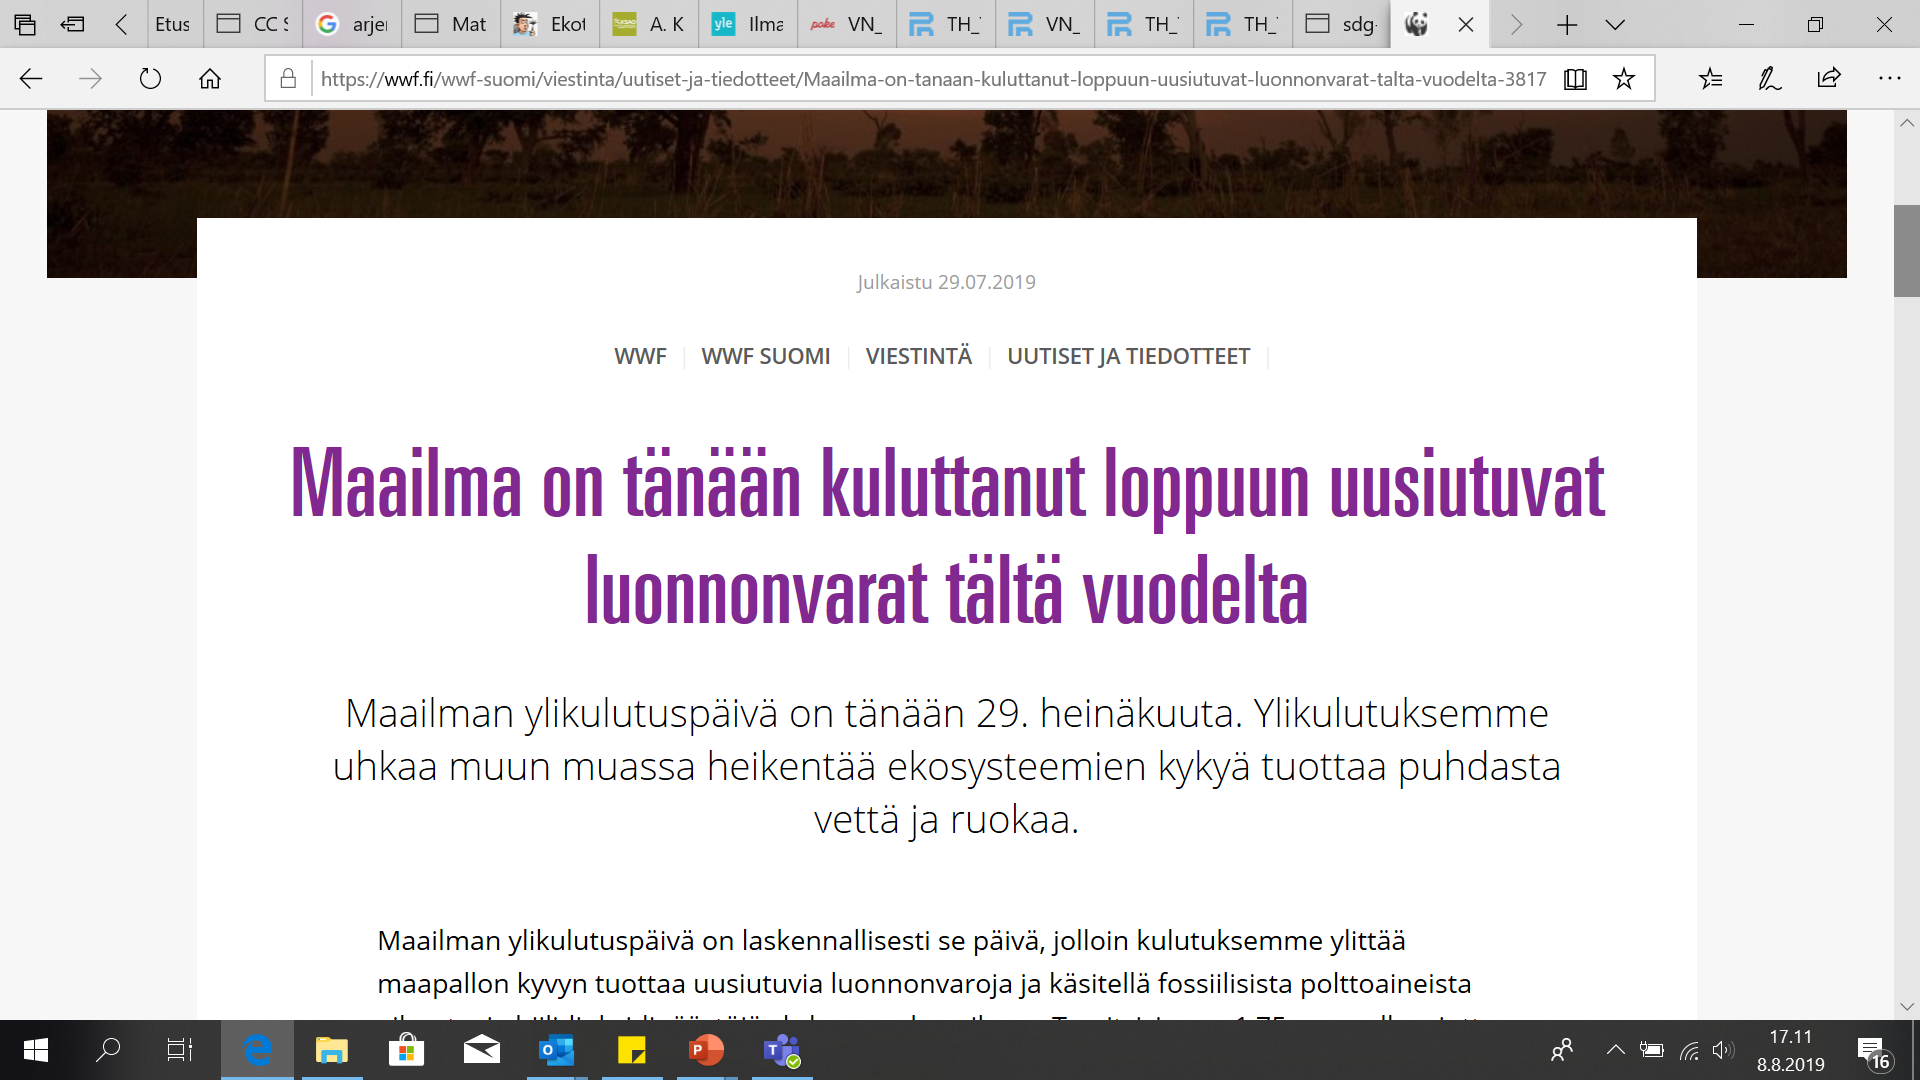 Etus
CC S
arjen
Mat
Ekot
A. K
yle
Ilma
poke
VN_
TH_
VN_
TH_
TH_
sdg-
https://wwf.fi/wwf-suomi/viestinta/uutiset-ja-tiedotteet/Maailma-on-tanaan-kuluttanut-loppuun-uusiutuvat-luonnonvarat-talta-vuodelta-3817
Julkaistu 29.07.2019
WWF
WWF SUOMI
VIESTINTÄ
UUTISET JA TIEDOTTEET
Maailma on tänään kuluttanut loppuun uusiutuvat
luonnonvarat tältä vuodelta
Maailman ylikulutuspäivä on tänään 29. heinäkuuta. Ylikulutuksemme
uhkaa muun muassa heikentää ekosysteemien kykyä tuottaa puhdasta
vettä ja ruokaa.
Maailman ylikulutuspäivä on laskennallisesti se päivä, jolloin kulutuksemme ylittää
maapallon kyvyn tuottaa uusiutuvia luonnonvaroja ja käsitellä fossiilisista polttoaineista
17.11
8.8.2019
16